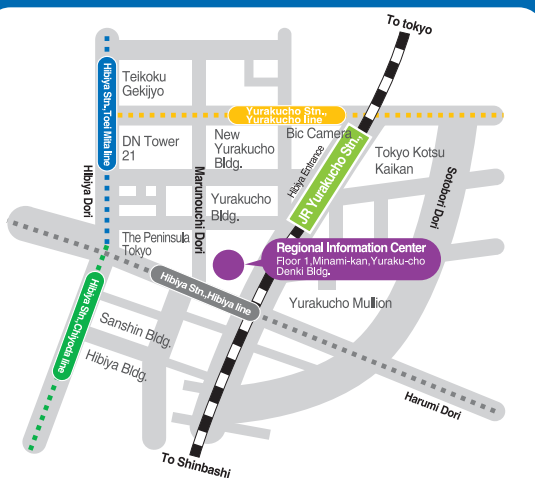 To tokyo
Teikoku
Gekijyo
Hibiya Stn.,Toei Mita line
Yurakucho Stn.,
Yurakucho line
Bic Camera
DN Tower
21
New
Yurakucho
Bldg.
Hibiya Entrance
JR Yurakucho Stn.,
Tokyo Kotsu
Kaikan
Sotobori Dori
HIbiya Dori
Marunouchi Dori
Yurakucho
Bldg.
The Peninsula
Tokyo
Regional Information Center
Floor 1,Minami-kan,Yuraku-cho
Denki Bldg.
Hibiya Stn.,Hibiya line
Yurakucho Mullion
Hibiya Stn.,Chiyoda line
Sanshin Bldg.
Hibiya Bldg.
Harumi Dori
To Shinbashi